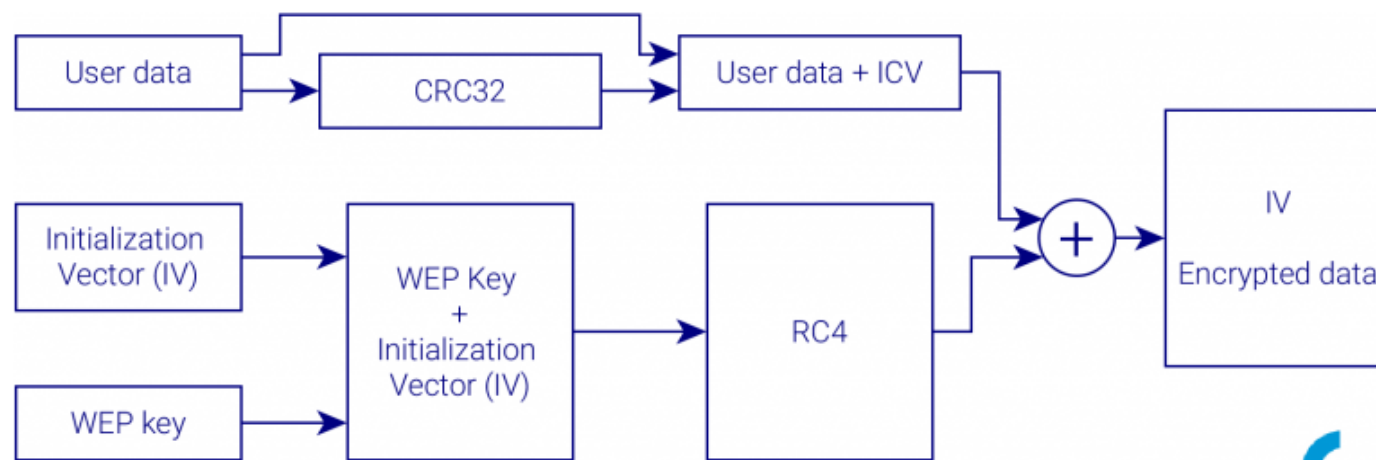 User data
CRC32
User data + ICV
Initialization
Vector (IV)
WEP key
WEP Key
+
Initialization
Vector (IV)
RC4
+
IV
Encrypted data